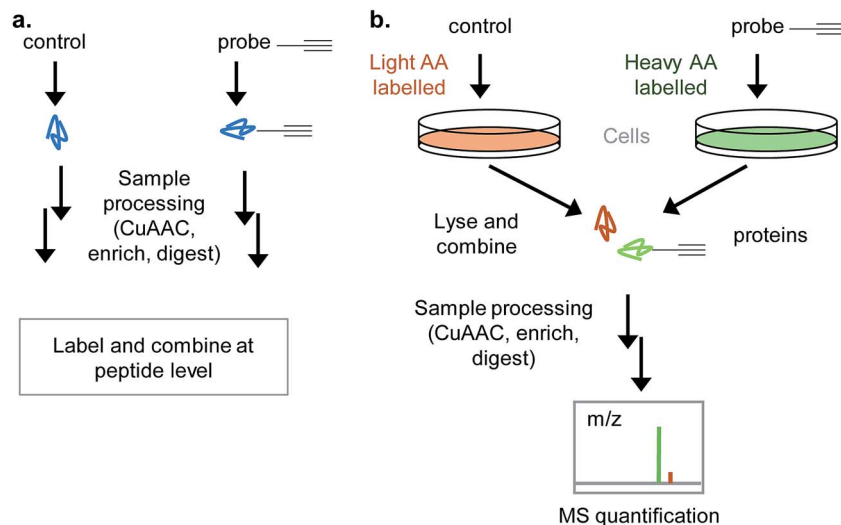 a.
control
probe
Sample
processing
(CuAAC,
enrich, digest)
Label and combine at
peptide level
b.
control
probe
Light AA
labelled
Heavy AA
labelled
Cells
Lyse and
combine
proteins
Sample processing
(CuAAC, enrich,
digest)
m/z
MS quantification